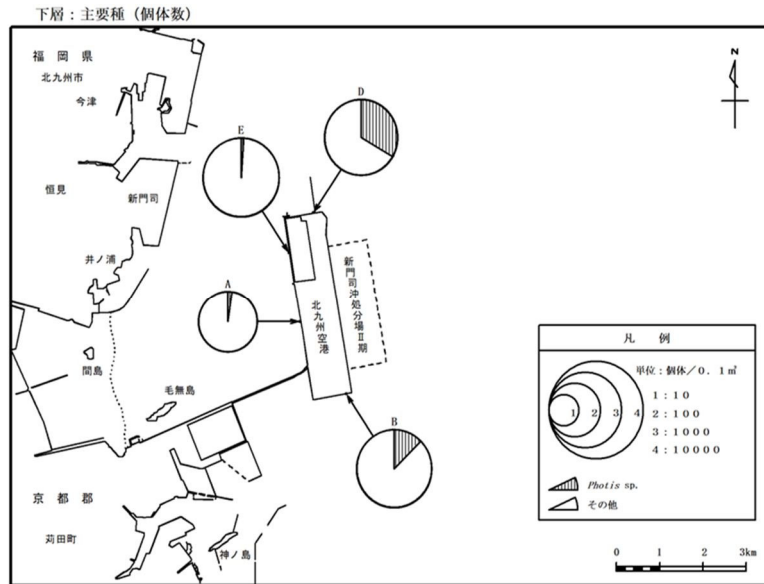 下層：主要種（個体数）
福岡県
北九州市
今津
N
D
E
恒見
新門司
井ノ浦
A
北九州空港
新門司沖処分場Ⅱ期
間島
毛無島
B
京都郡
苅田町
神ノ島
凡 例
単位：個体／0．1㎡
1 2 3 4
1：10
2：100
3：1000
4：10000
Photis sp.
その他
0 1 2 3km